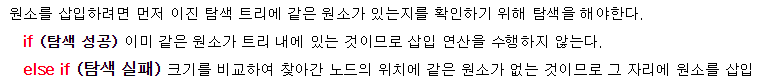 원소를 삽입하려면 먼저 이진 탐색 트리에 같은 원소가 있는지를 확인하기 위해 탐색을 해야한다.
if (탐색 성공) 이미 같은 원소가 트리 내에 있는 것이므로 삽입 연산을 수행하지 않는다.
else if (탐색 실패) 크기를 비교하여 찾아간 노드의 위치에 같은 원소가 없는 것이므로 그 자리에 원소를 삽입